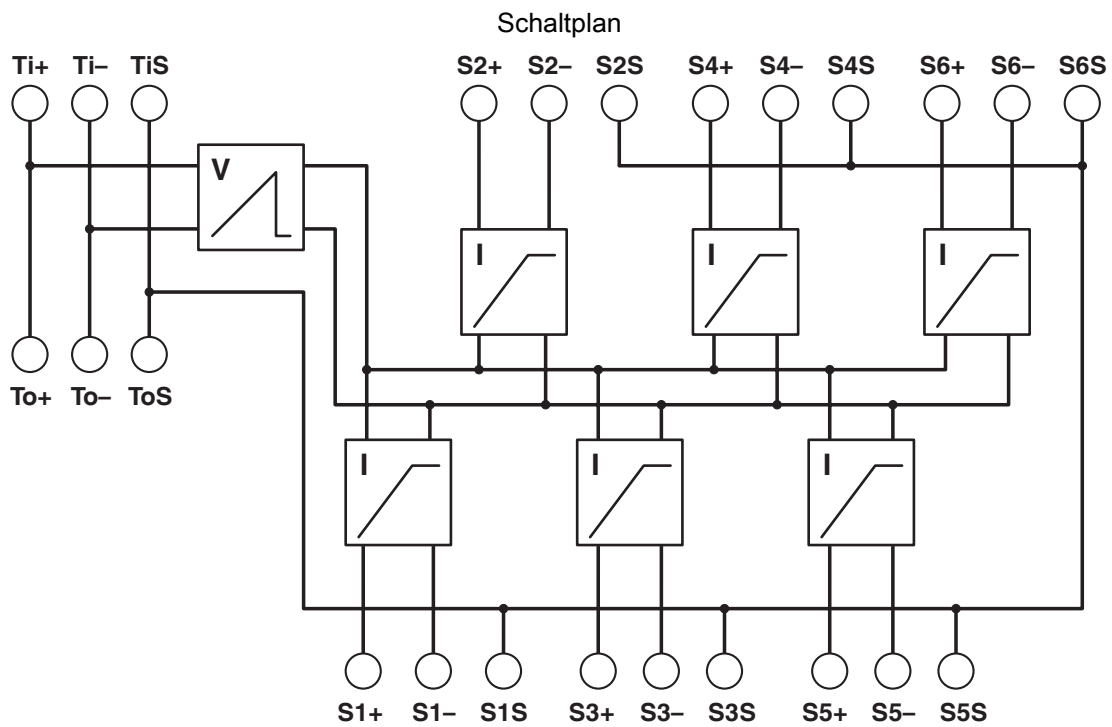 Schaltplan
Ti+ Ti– TiS S2+ S2– S2S S4+ S4– S4S S6+ S6– S6S
V
I I I
To+ To– ToS
I I I
S1+ S1– S1S S3+ S3– S3S S5+ S5– S5S